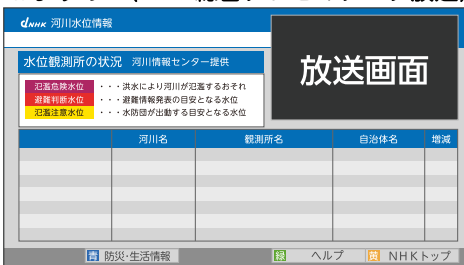 dNHK 河川水位情報
水位観測所の状況 河川情報センター提供
放送画面
氾濫危険水位 ・・・洪水により河川が氾濫するおそれ
避難判断水位 ・・・避難情報発表の目安となる水位
氾濫注意水位 ・・・水防団が出動する目安となる水位
河川名 観測所名 自治体名 増減
青 防災・生活情報 緑 ヘルプ 黄 NHKトップ